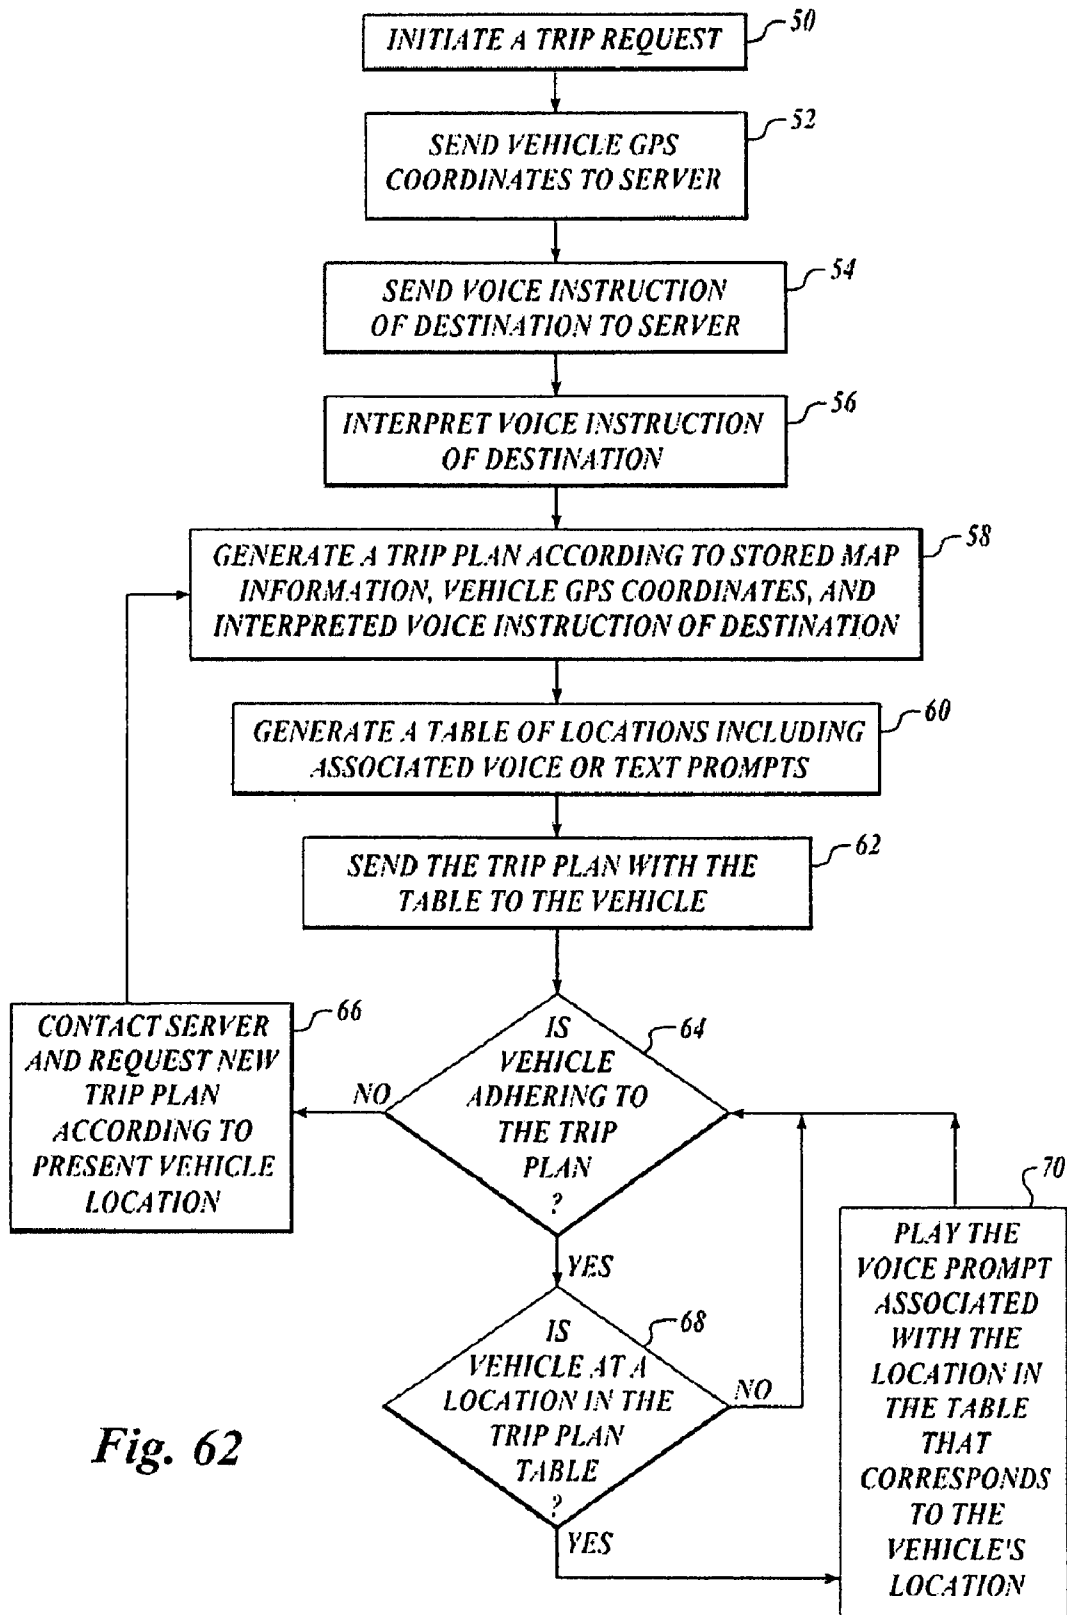 INITIATE A TRIP REQUEST
50
SEND VEHICLE GPS
COORDINATES TO SERVER
52
SEND VOICE INSTRUCTION
OF DESTINATION TO SERVER
54
INTERPRET VOICE INSTRUCTION
OF DESTINATION
56
GENERATE A TRIP PLAN ACCORDING TO STORED MAP
INFORMATION, VEHICLE GPS COORDINATES, AND
INTERPRETED VOICE INSTRUCTION OF DESTINATION
58
GENERATE A TABLE OF LOCATIONS INCLUDING
ASSOCIATED VOICE OR TEXT PROMPTS
60
SEND THE TRIP PLAN WITH THE
TABLE TO THE VEHICLE
62
IS
VEHICLE
ADHERING TO
THE TRIP
PLAN
?
64
NO
CONTACT SERVER
AND REQUEST NEW
TRIP PLAN
ACCORDING TO
PRESENT VEHICLE
LOCATION
66
YES
IS
VEHICLE AT A
LOCATION IN THE
TRIP PLAN
TABLE
?
68
NO
YES
PLAY THE
VOICE PROMPT
ASSOCIATED
WITH THE
LOCATION IN
THE TABLE
THAT
CORRESPONDS
TO THE
VEHICLE'S
LOCATION
70
Fig. 62